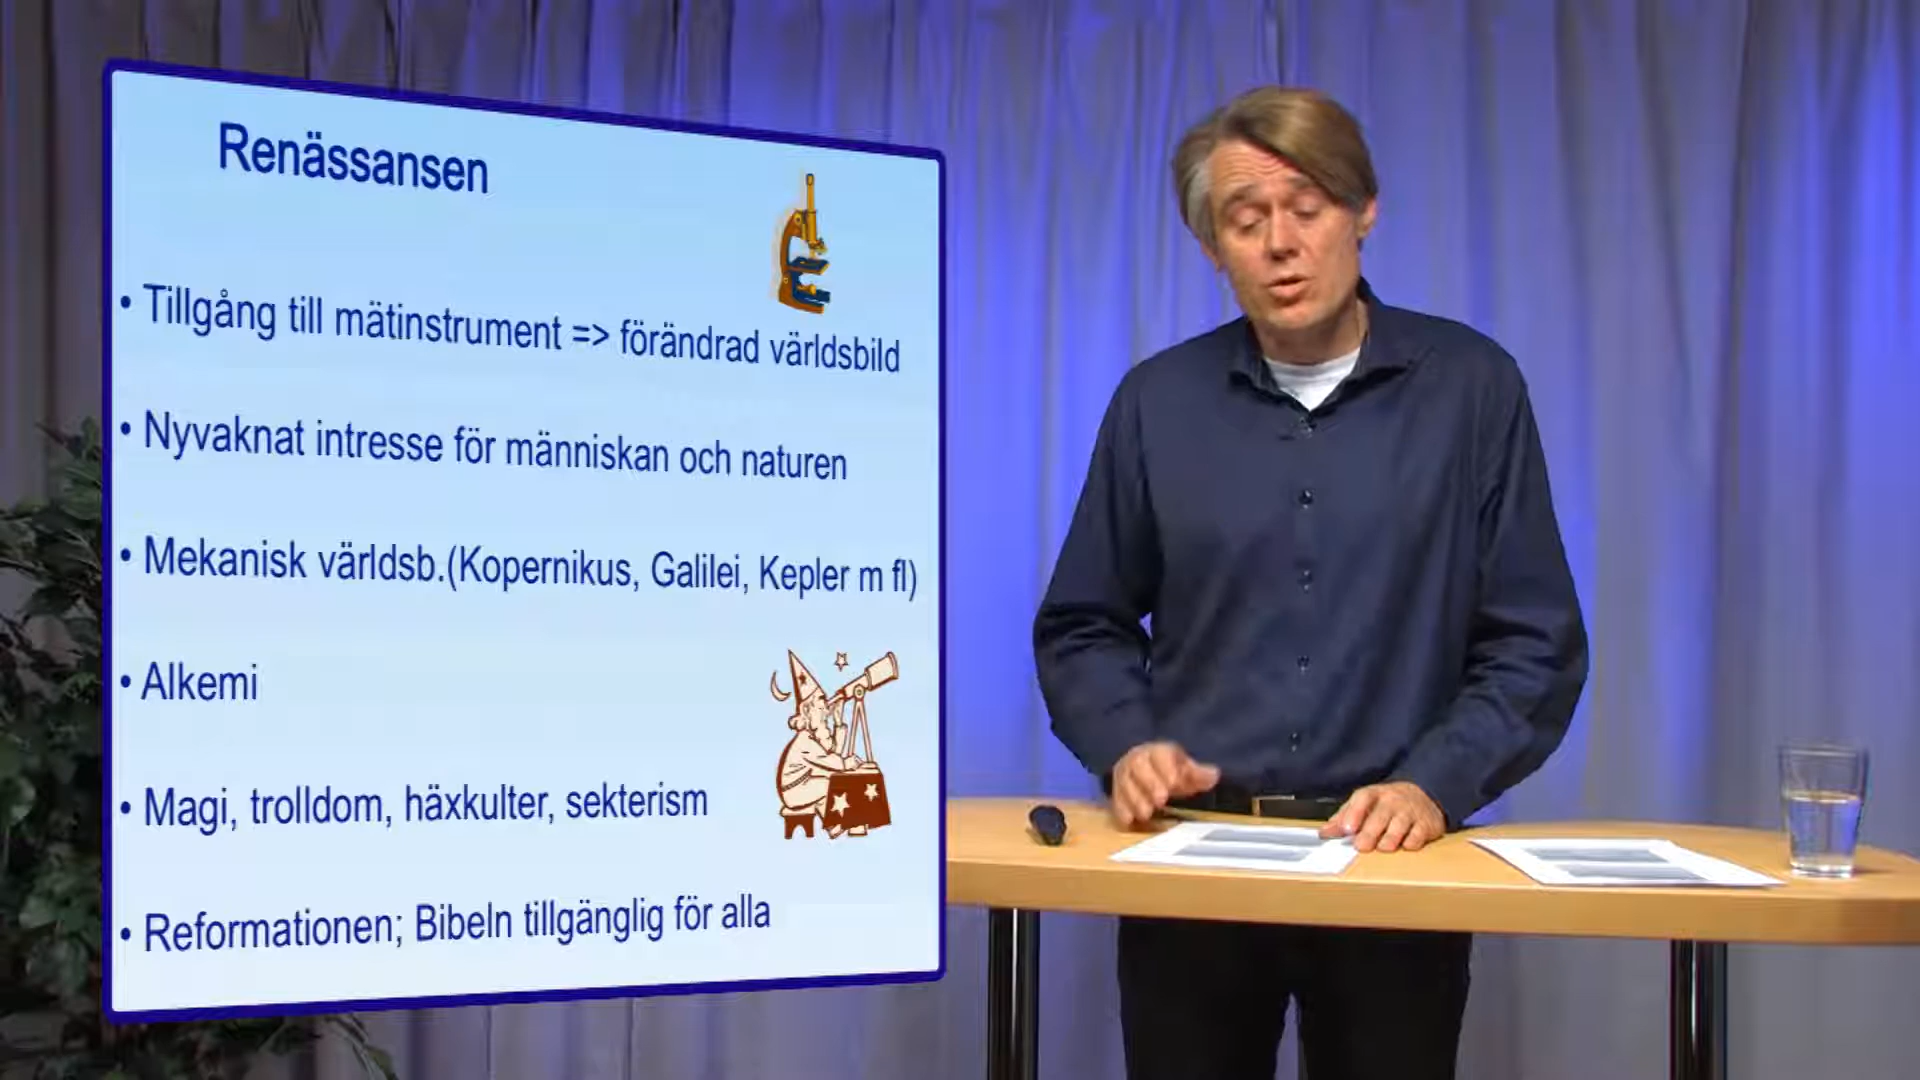 Renässansen
• Tillgång till mätinstrument => förändrad världsbild
• Nyvaknat intresse för människan och naturen
• Mekanisk världsb.(Kopernikus, Galilei, Kepler m fl)
• Alkemi
• Magi, trolldom, häxkulter, sekterism
• Reformationen; Bibeln tillgänglig för alla